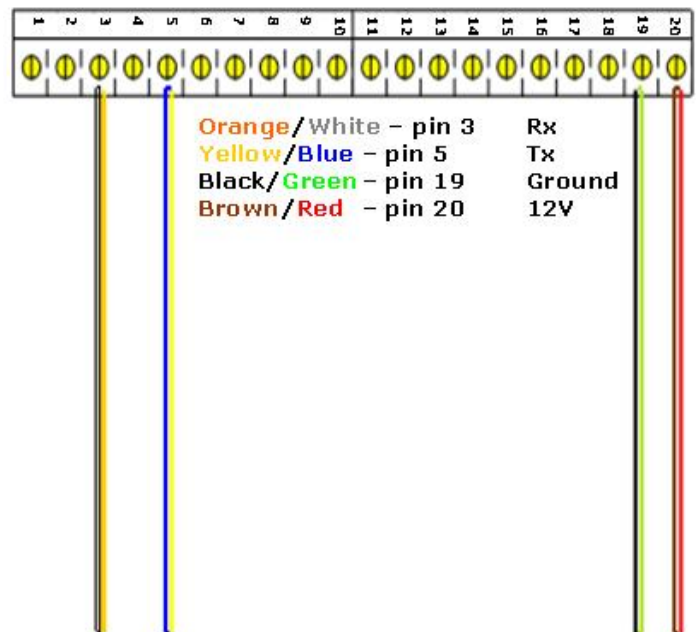 1 2 3 4 5 6 7 8 9 10 11 12 13 14 15 16 17 18 19 20
Orange/White - pin 3 Rx
Yellow/Blue - pin 5 Tx
Black/Green - pin 19 Ground
Brown/Red - pin 20 12V